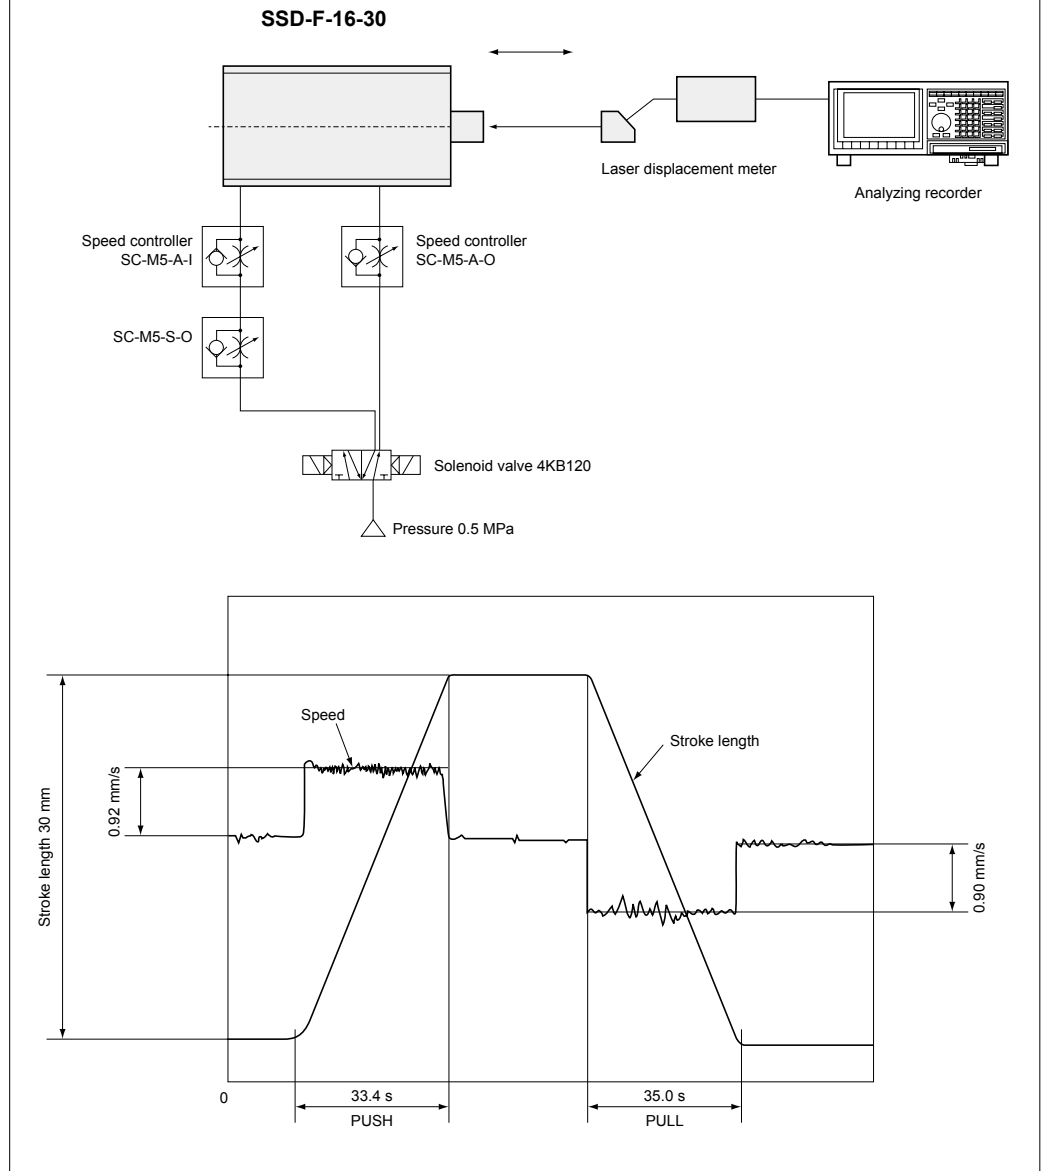 SSD-F-16-30
Laser displacement meter
Analyzing recorder
Speed controller
SC-M5-A-I
Speed controller
SC-M5-A-O
SC-M5-S-O
Solenoid valve 4KB120
Pressure 0.5 MPa
Speed
Stroke length
Stroke length 30 mm
0.92 mm/s
0.90 mm/s
0
33.4 s
PUSH
35.0 s
PULL